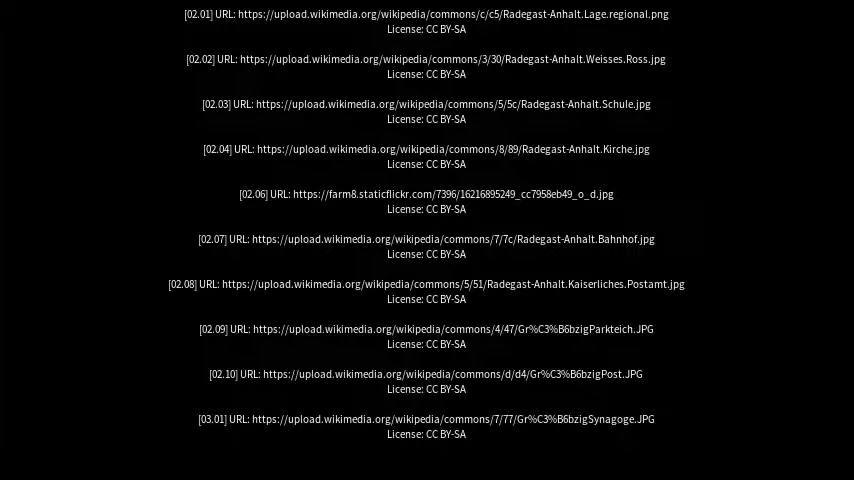 [02.01] URL: https://upload.wikimedia.org/wikipedia/commons/c/c5/Radegast-Anhalt.Lage.regional.png
License: CC BY-SA
[02.02] URL: https://upload.wikimedia.org/wikipedia/commons/3/30/Radegast-Anhalt.Weisses.Ross.jpg
License: CC BY-SA
[02.03] URL: https://upload.wikimedia.org/wikipedia/commons/5/5c/Radegast-Anhalt.Schule.jpg
License: CC BY-SA
[02.04] URL: https://upload.wikimedia.org/wikipedia/commons/8/89/Radegast-Anhalt.Kirche.jpg
License: CC BY-SA
[02.06] URL: https://farm8.staticflickr.com/7396/16216895249_cc7958eb49_o_d.jpg
License: CC BY-SA
[02.07] URL: https://upload.wikimedia.org/wikipedia/commons/7/7c/Radegast-Anhalt.Bahnhof.jpg
License: CC BY-SA
[02.08] URL: https://upload.wikimedia.org/wikipedia/commons/5/51/Radegast-Anhalt.Kaiserliches.Postamt.jpg
License: CC BY-SA
[02.09] URL: https://upload.wikimedia.org/wikipedia/commons/4/47/Gr%C3%B6bzigParkteich.JPG
License: CC BY-SA
[02.10] URL: https://upload.wikimedia.org/wikipedia/commons/d/d4/Gr%C3%B6bzigPost.JPG
License: CC BY-SA
[03.01] URL: https://upload.wikimedia.org/wikipedia/commons/7/77/Gr%C3%B6bzigSynagoge.JPG
License: CC BY-SA